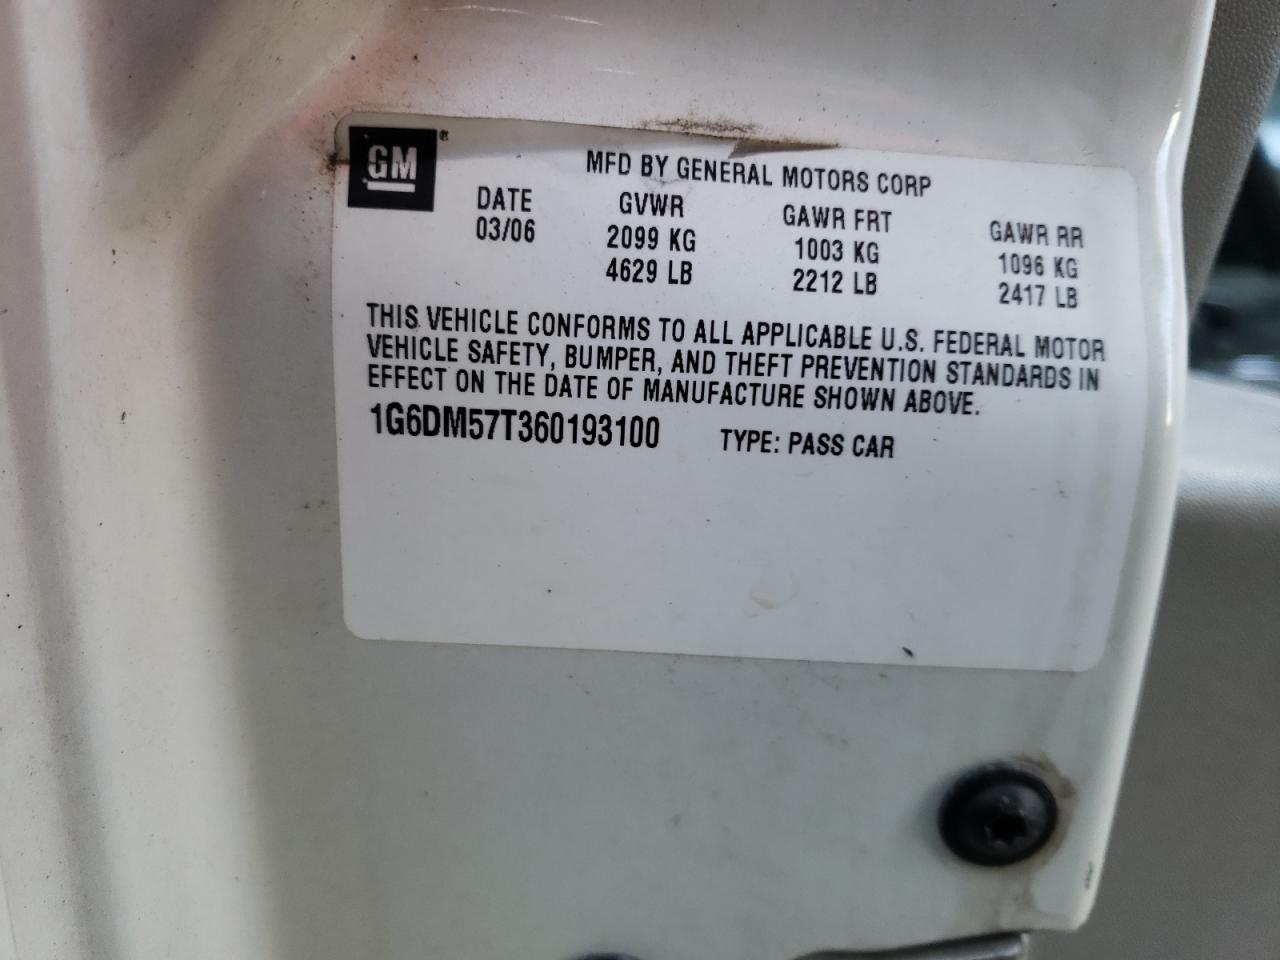 GM®
MFD BY GENERAL MOTORS CORP
DATE GVWR GAWR FRT GAWR RR
03/06 2099 KG 1003 KG 1096 KG
4629 LB 2212 LB 2417 LB
THIS VEHICLE CONFORMS TO ALL APPLICABLE U.S. FEDERAL MOTOR
VEHICLE SAFETY, BUMPER, AND THEFT PREVENTION STANDARDS IN
EFFECT ON THE DATE OF MANUFACTURE SHOWN ABOVE.
1G6DM57T360193100 TYPE: PASS CAR